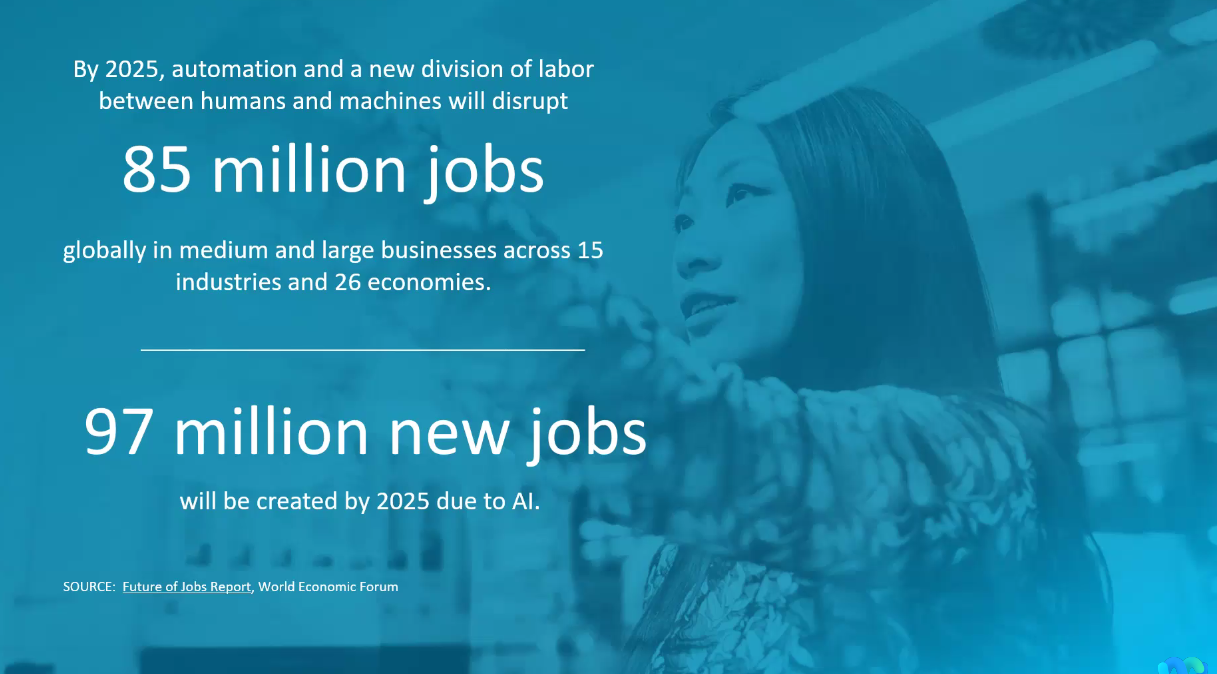 By 2025, automation and a new division of labor
between humans and machines will disrupt
85 million jobs
globally in medium and large businesses across 15
industries and 26 economies.
97 million new jobs
will be created by 2025 due to AI.
SOURCE: Future of Jobs Report, World Economic Forum